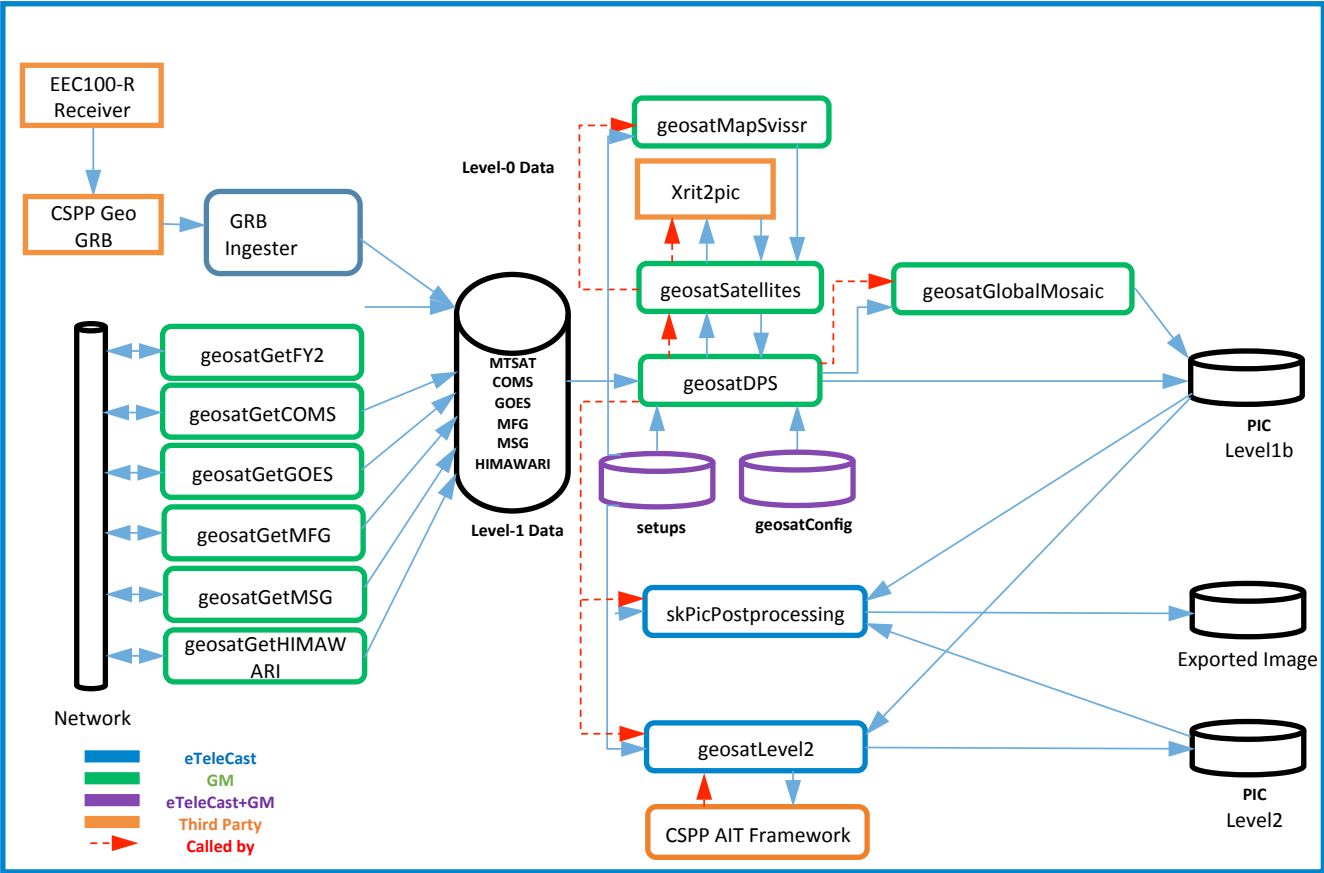 EEC100-R
Receiver
CSPP Geo
GRB
GRB
Ingester
Level-0 Data
geosatMapSvissr
Xrit2pic
geosatSatellites
geosatGlobalMosaic
geosatDPS
geosatGetFY2
geosatGetCOMS
geosatGetGOES
geosatGetMFG
geosatGetMSG
geosatGetHIMAW
ARI
Network
MTSAT
COMS
GOES
MFG
MSG
HIMAWARI
Level-1 Data
setups
geosatConfig
PIC
Level1b
skPicPostprocessing
Exported Image
geosatLevel2
PIC
Level2
CSPP AIT Framework
eTeleCast
GM
eTeleCast+GM
Third Party
Called by